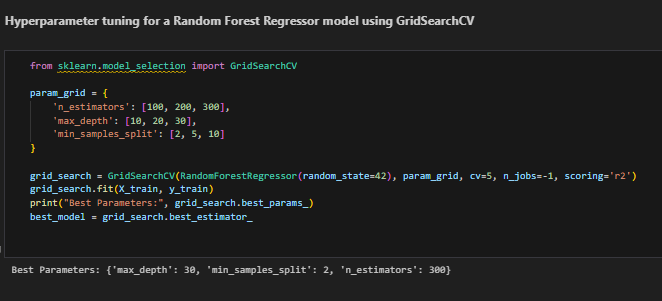 Hyperparameter tuning for a Random Forest Regressor model using GridSearchCV
from sklearn.model_selection import GridSearchCV
param_grid = {
    'n_estimators': [100, 200, 300],
    'max_depth': [10, 20, 30],
    'min_samples_split': [2, 5, 10]
}
grid_search = GridSearchCV(RandomForestRegressor(random_state=42), param_grid, cv=5, n_jobs=-1, scoring='r2')
grid_search.fit(X_train, y_train)
print("Best Parameters:", grid_search.best_params_)
best_model = grid_search.best_estimator_
Best Parameters: {'max_depth': 30, 'min_samples_split': 2, 'n_estimators': 300}